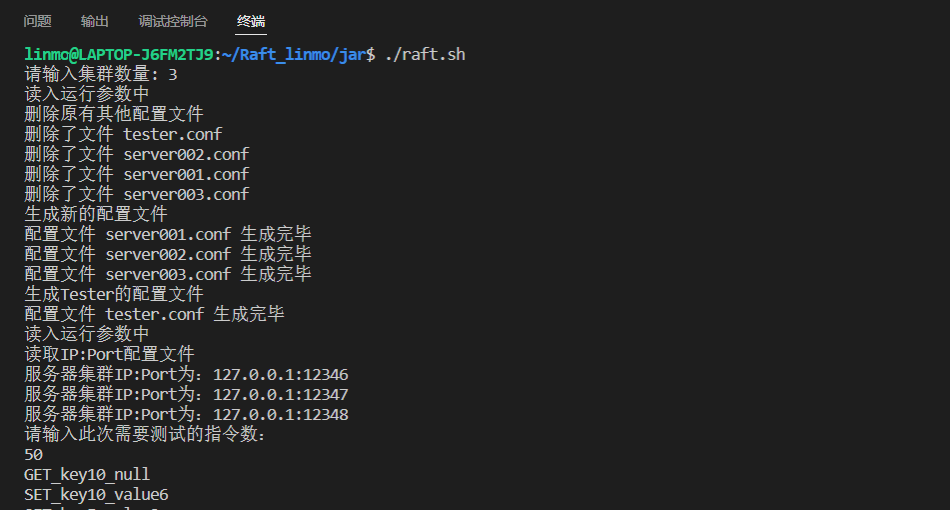 问题 输出 调试控制台 终端
linmo@LAPTOP-J6FM2TJ9:~/Raft_linmo/jar$ ./raft.sh
请输入集群数量: 3
读入运行参数中
删除原有其他配置文件
删除了文件 tester.conf
删除了文件 server002.conf
删除了文件 server001.conf
删除了文件 server003.conf
生成新的配置文件
配置文件 server001.conf 生成完毕
配置文件 server002.conf 生成完毕
配置文件 server003.conf 生成完毕
生成Tester的配置文件
配置文件 tester.conf 生成完毕
读入运行参数中
读取IP:Port配置文件
服务器集群IP:Port为：127.0.0.1:12346
服务器集群IP:Port为：127.0.0.1:12347
服务器集群IP:Port为：127.0.0.1:12348
请输入此次需要测试的指令数：
50
GET_key10_null
SET_key10_value6